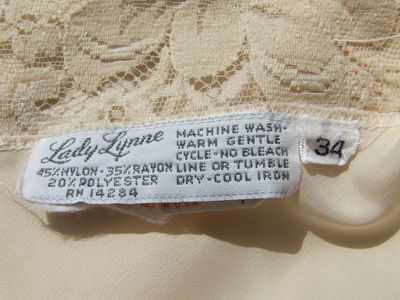 Lady Lynne
45% NYLON - 35% RAYON
20% POLYESTER
RN 14284
MACHINE WASH-
WARM GENTLE
CYCLE - NO BLEACH
LINE OR TUMBLE
DRY - COOL IRON
34
IN U.S.A.